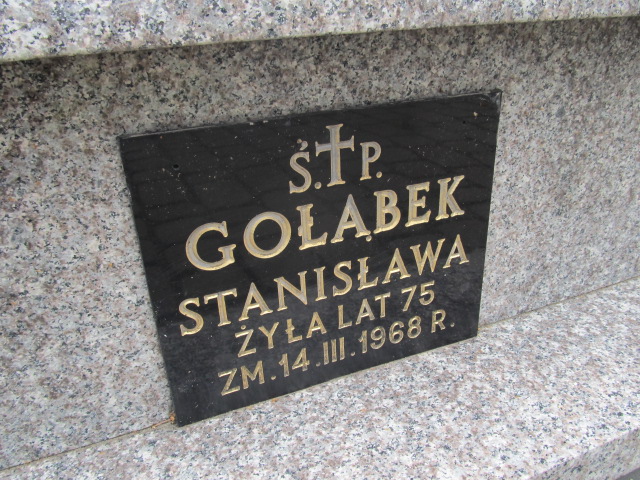 Ś.†P.
GOŁĄBEK
STANISŁAWA
ŻYŁA LAT 75
ZM. 14. III. 1968 R.